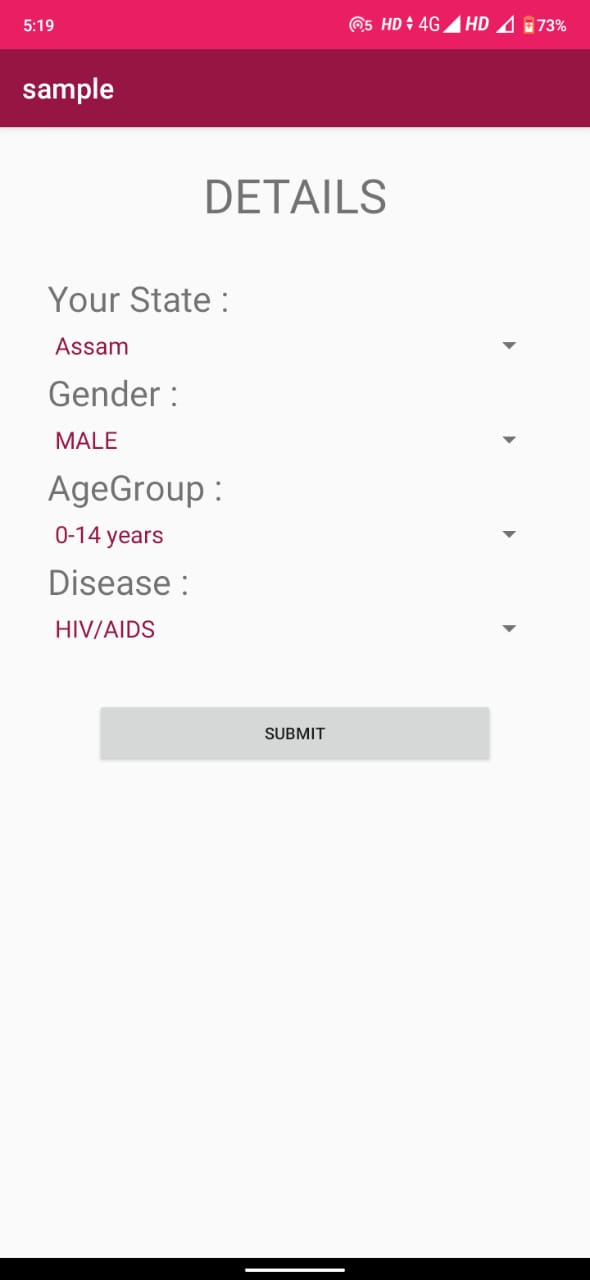 5:19 5 HD 4G HD 73%
sample
DETAILS
Your State :
Assam
Gender :
MALE
AgeGroup :
0-14 years
Disease :
HIV/AIDS
SUBMIT